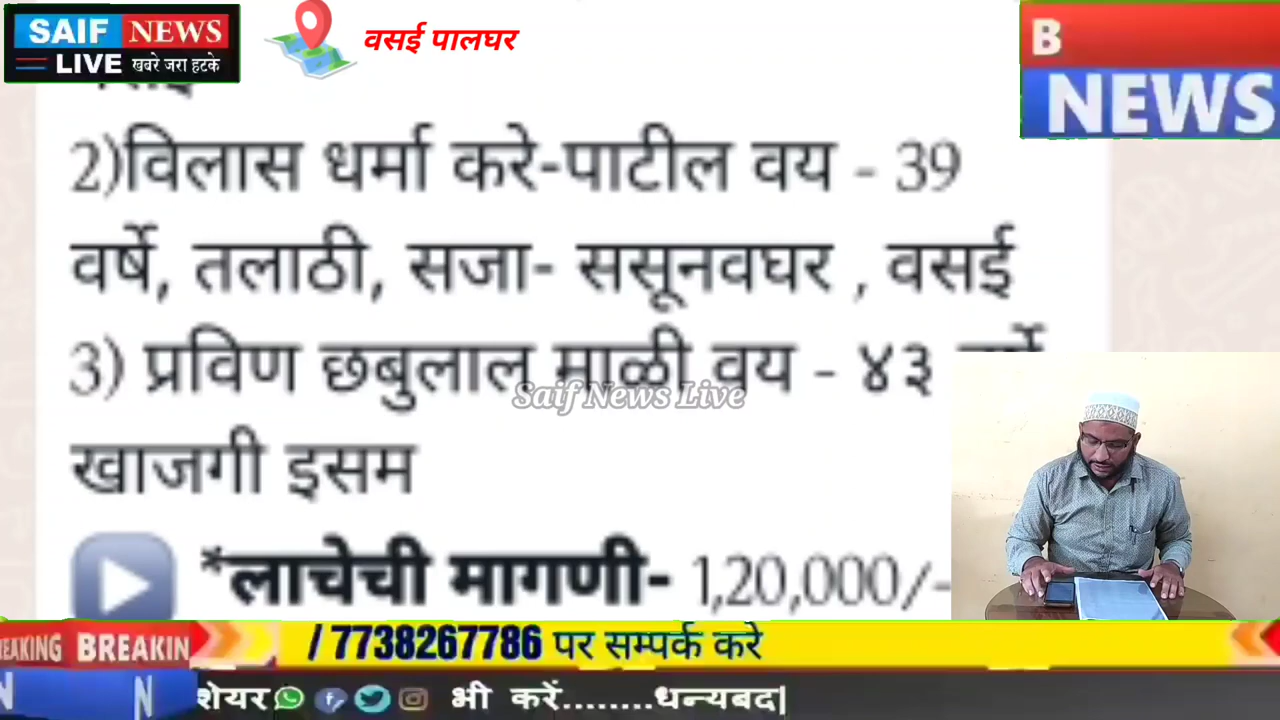 SAIF NEWS
LIVE खबरे जरा हटके
वसई पालघर
B
NEWS
2)विलास धर्मा करे-पाटील वय - 39
वर्षे, तलाठी, सजा- ससूनवघर , वसई
3) प्रविण छबुलाल माळी वय - ४३
Saif News Live
खाजगी इसम
*लाचेची मागणी- 1,20,000/-
BREAKIN
/ 7738267786 पर सम्पर्क करे
N
N
शेयर भी करें........धन्यबद|